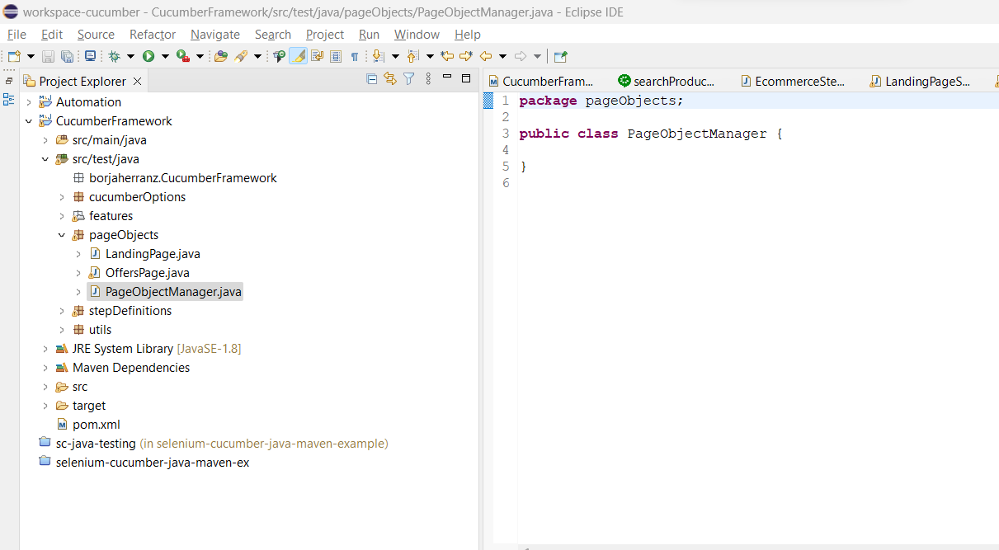 workspace-cucumber - CucumberFramework/src/test/java/pageObjects/PageObjectManager.java - Eclipse IDE
File Edit Source Refactor Navigate Search Project Run Window Help
Project Explorer
CucumberFram... searchProduc... EcommerceSte... LandingPageS...
Automation
CucumberFramework
src/main/java
src/test/java
borjaherranz.CucumberFramework
cucumberOptions
features
pageObjects
LandingPage.java
OffersPage.java
PageObjectManager.java
stepDefinitions
utils
JRE System Library [JavaSE-1.8]
Maven Dependencies
src
target
pom.xml
sc-java-testing (in selenium-cucumber-java-maven-example)
selenium-cucumber-java-maven-ex
1 package pageObjects;
2
3 public class PageObjectManager {
4
5 }
6